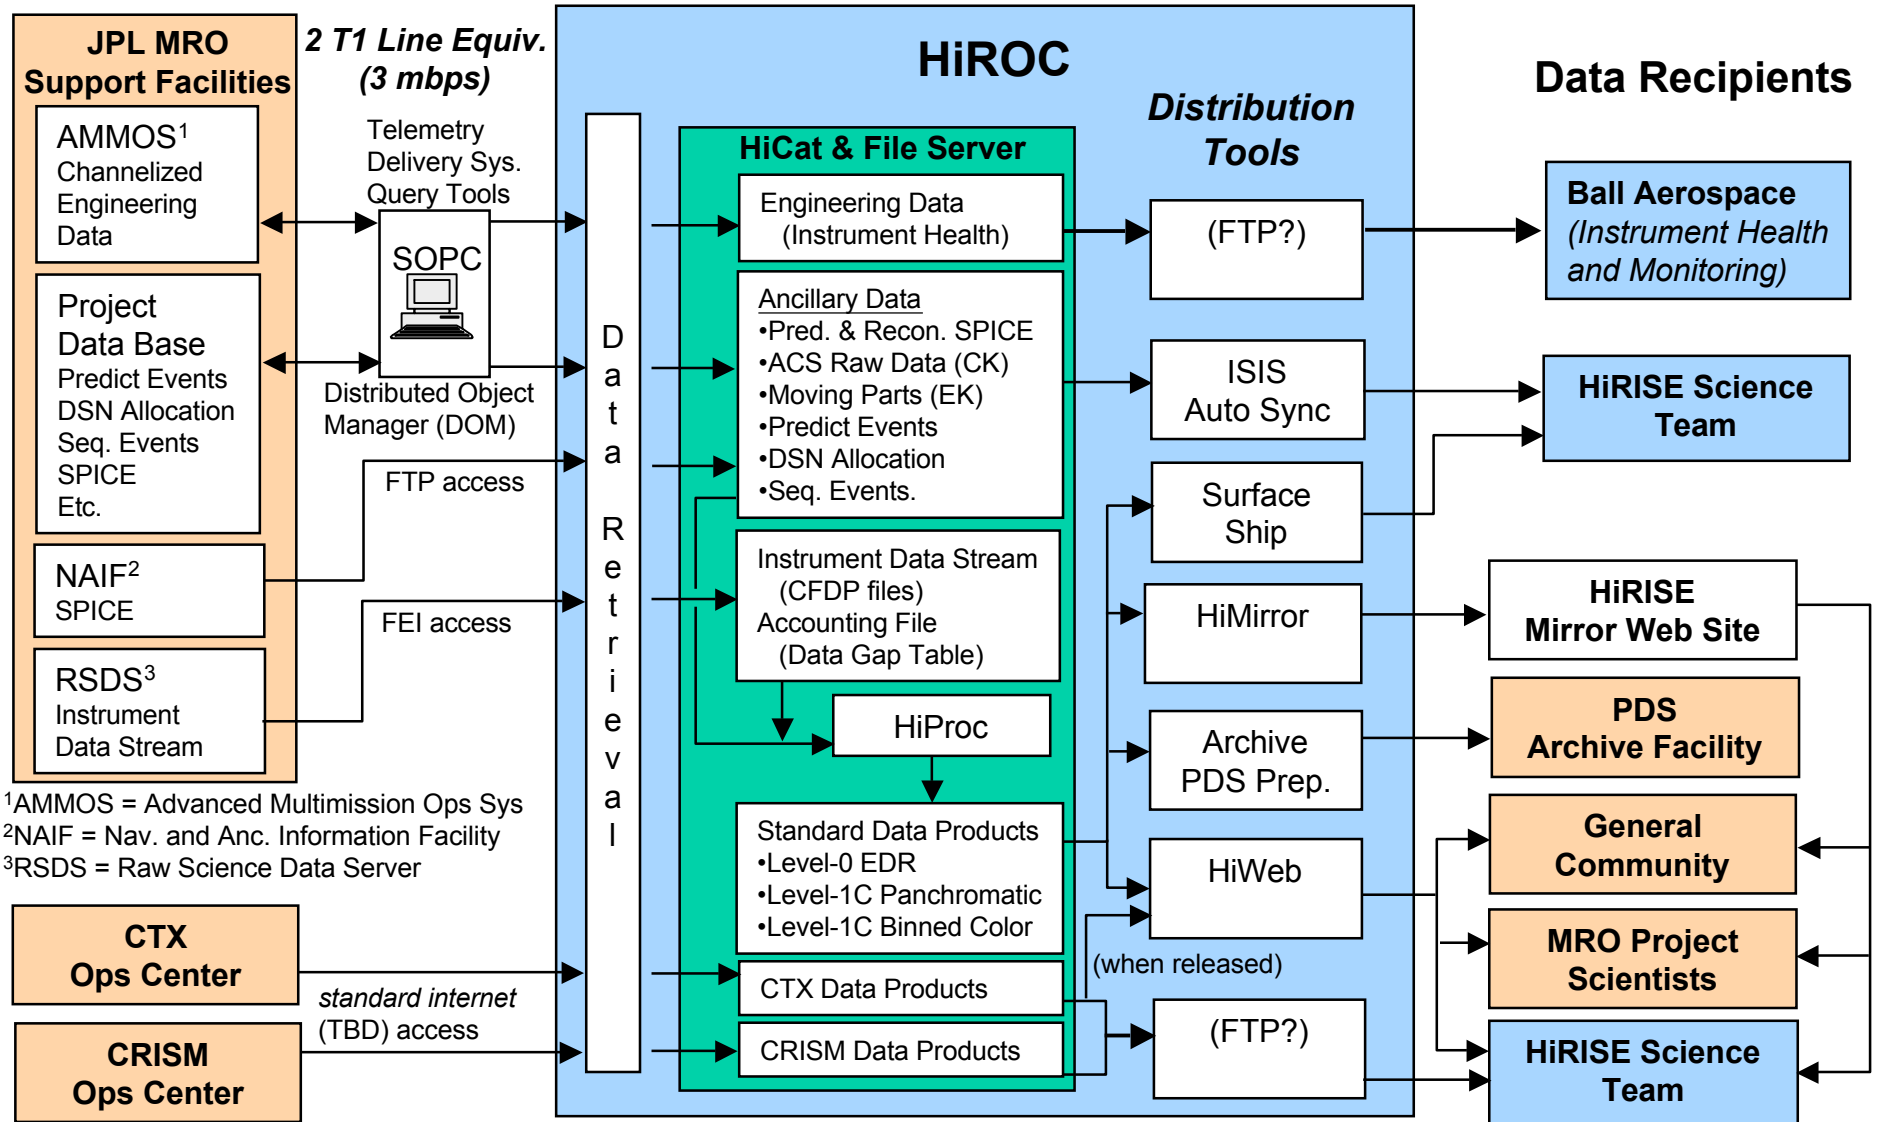 JPL MRO
Support Facilities
AMMOS1
Channelized
Engineering
Data
Project
Data Base
Predict Events
DSN Allocation
Seq. Events
SPICE
Etc.
NAIF2
SPICE
RSDS3
Instrument
Data Stream
1AMMOS = Advanced Multimission Ops Sys
2NAIF = Nav. and Anc. Information Facility
3RSDS = Raw Science Data Server
CTX
Ops Center
CRISM
Ops Center
2 T1 Line Equiv.
(3 mbps)
Telemetry
Delivery Sys.
Query Tools
SOPC
Distributed Object
Manager (DOM)
FTP access
FEI access
standard internet
(TBD) access
HiROC
Data Retrieval
HiCat & File Server
Engineering Data
(Instrument Health)
Ancillary Data
•Pred. & Recon. SPICE
•ACS Raw Data (CK)
•Moving Parts (EK)
•Predict Events
•DSN Allocation
•Seq. Events.
Instrument Data Stream
(CFDP files)
Accounting File
(Data Gap Table)
HiProc
Standard Data Products
•Level-0 EDR
•Level-1C Panchromatic
•Level-1C Binned Color
CTX Data Products
CRISM Data Products
Distribution
Tools
(FTP?)
ISIS
Auto Sync
Surface
Ship
HiMirror
Archive
PDS Prep.
HiWeb
(when released)
(FTP?)
Data Recipients
Ball Aerospace
(Instrument Health
and Monitoring)
HiRISE Science
Team
HiRISE
Mirror Web Site
PDS
Archive Facility
General
Community
MRO Project
Scientists
HiRISE Science
Team